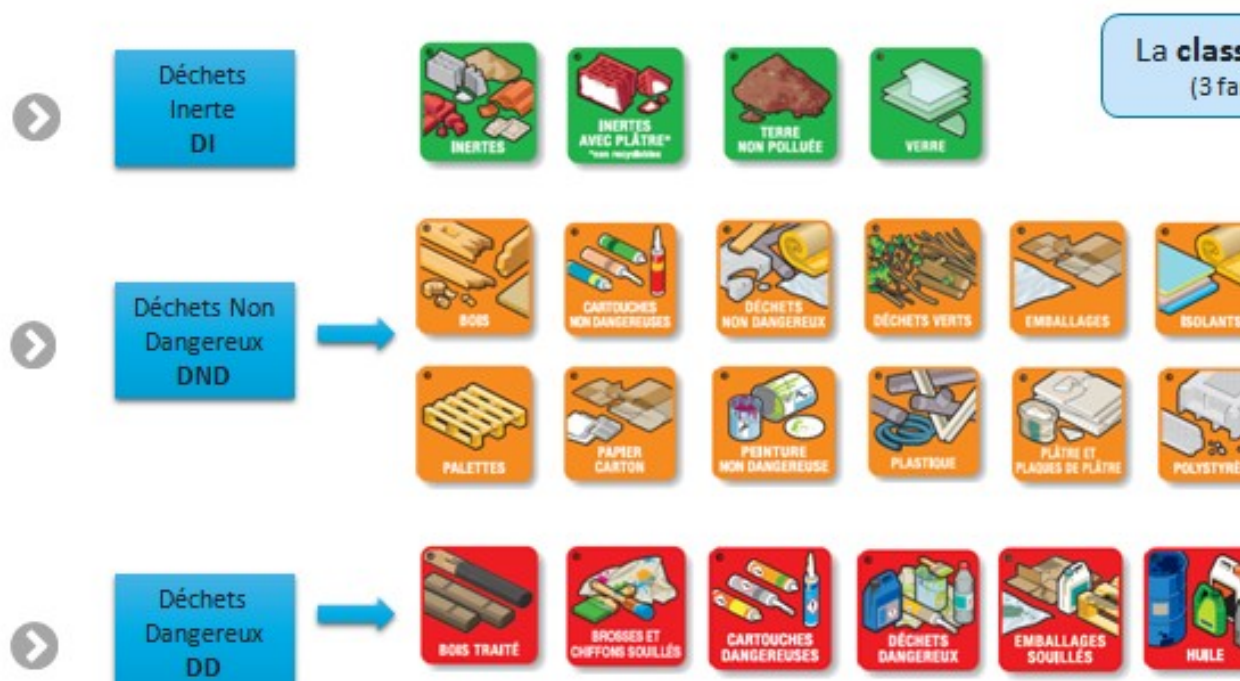 La class
(3 fa
Déchets
Inerte
DI
INERTES
INERTES
AVEC PLÂTRE*
*non recyclables
TERRE
NON POLLUÉE
VERRE
Déchets Non
Dangereux
DND
BOIS
CARTOUCHES
NON DANGEREUSES
DÉCHETS
NON DANGEREUX
DÉCHETS VERTS
EMBALLAGES
ISOLANTS
PALETTES
PAPIER
CARTON
PEINTURE
NON DANGEREUSE
PLASTIQUE
PLÂTRE ET
PLAQUES DE PLÂTRE
POLYSTYRÈ
Déchets
Dangereux
DD
BOIS TRAITÉ
BROSSES ET
CHIFFONS SOUILLÉS
CARTOUCHES
DANGEREUSES
DÉCHETS
DANGEREUX
EMBALLAGES
SOUILLÉS
HUILE